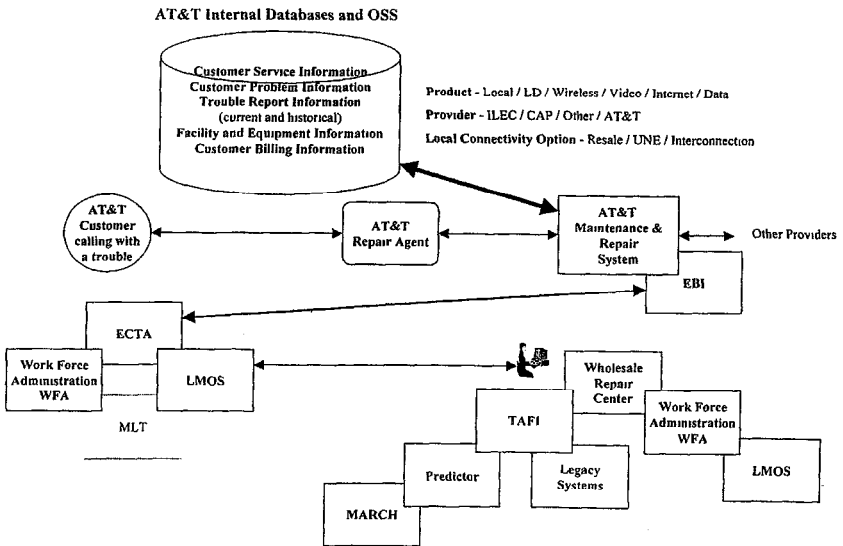 AT&T Internal Databases and OSS
Customer Service Information
Customer Problem Information
Trouble Report Information
(current and historical)
Facility and Equipment Information
Customer Billing Information
Product - Local / LD / Wireless / Video / Internet / Data
Provider - ILEC / CAP / Other / AT&T
Local Connectivity Option - Resale / UNE / Interconnection
AT&T
Customer
calling with
a trouble
AT&T
Repair Agent
AT&T
Maintenance &
Repair
System
Other Providers
EBI
ECTA
Work Force
Administration
WFA
LMOS
MLT
Wholesale
Repair
Center
TAFI
Work Force
Administration
WFA
Predictor
Legacy
Systems
LMOS
MARCH